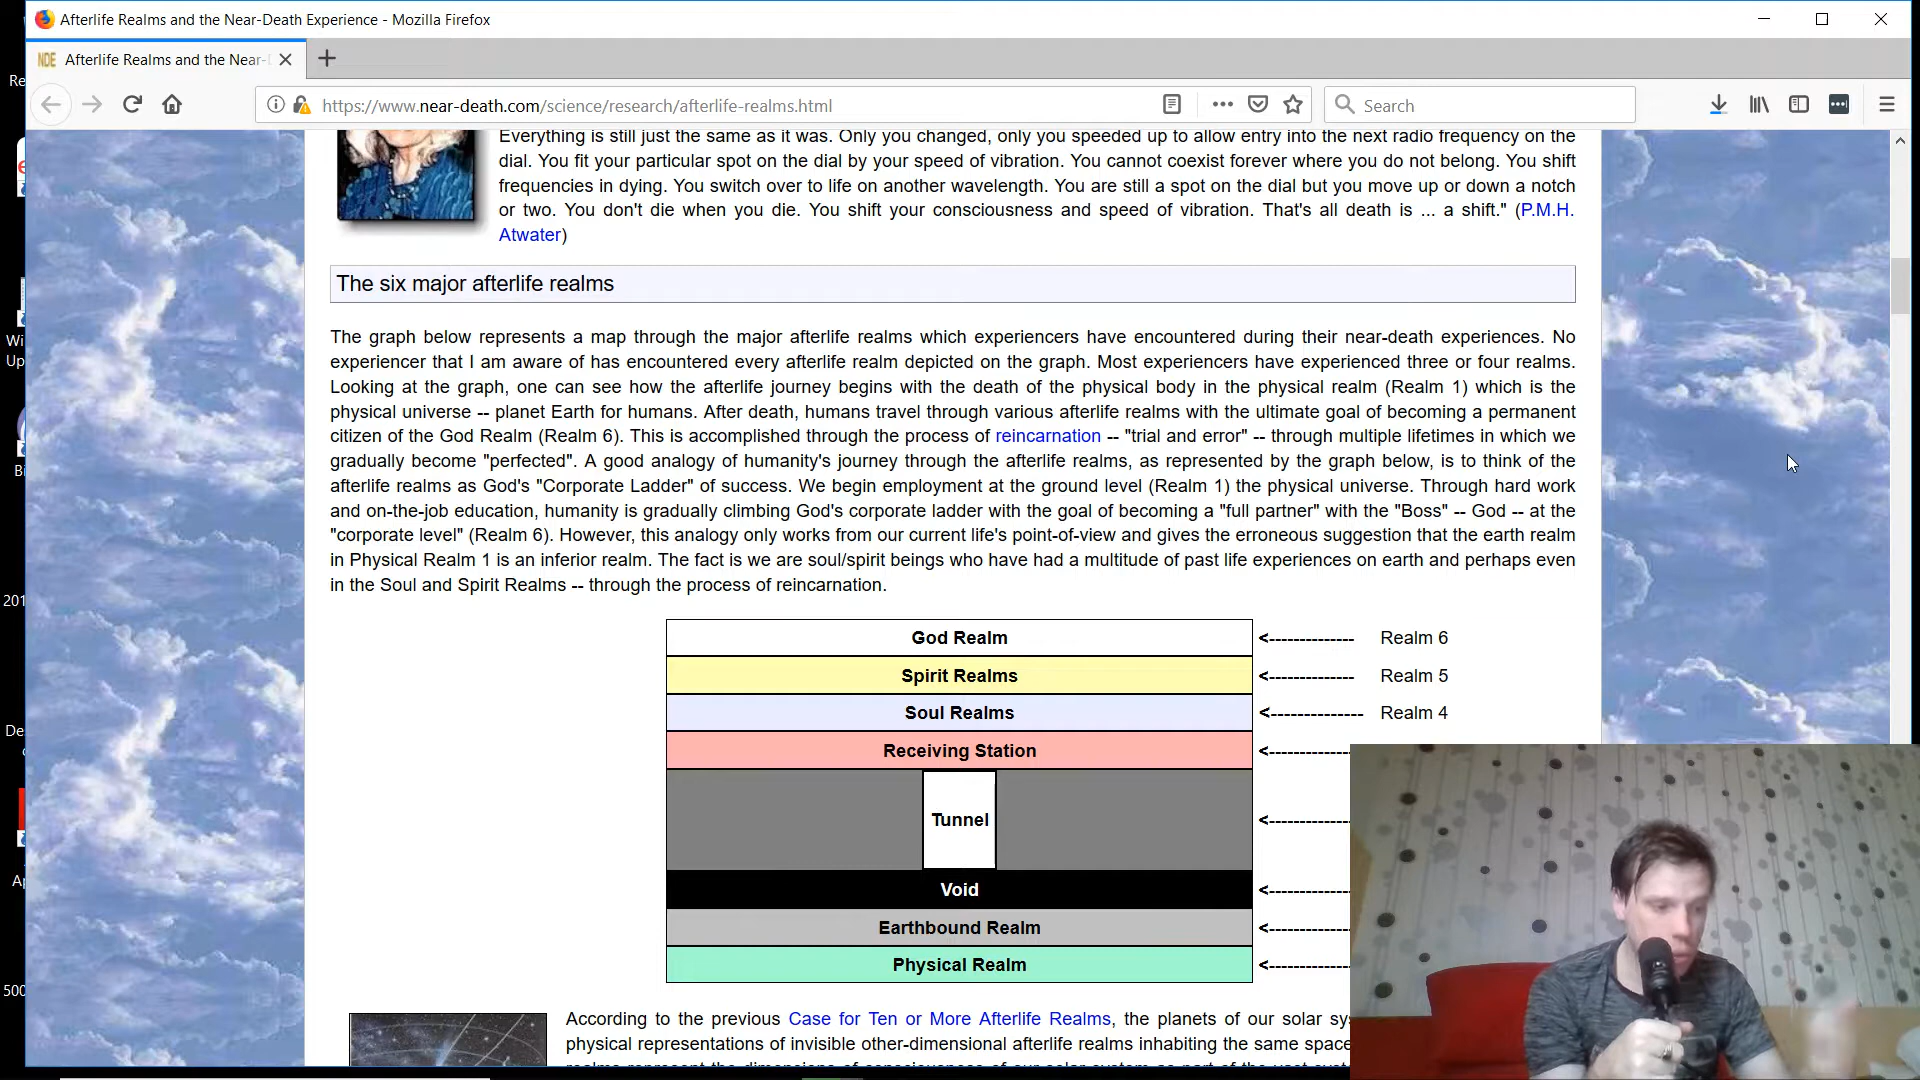 Afterlife Realms and the Near-Death Experience - Mozilla Firefox
NDE Afterlife Realms and the Near-
https://www.near-death.com/science/research/afterlife-realms.html
Search
Everything is still just the same as it was. Only you changed, only you speeded up to allow entry into the next radio frequency on the
dial. You fit your particular spot on the dial by your speed of vibration. You cannot coexist forever where you do not belong. You shift
frequencies in dying. You switch over to life on another wavelength. You are still a spot on the dial but you move up or down a notch
or two. You don't die when you die. You shift your consciousness and speed of vibration. That's all death is ... a shift." (P.M.H.
Atwater)
The six major afterlife realms
The graph below represents a map through the major afterlife realms which experiencers have encountered during their near-death experiences. No
experiencer that I am aware of has encountered every afterlife realm depicted on the graph. Most experiencers have experienced three or four realms.
Looking at the graph, one can see how the afterlife journey begins with the death of the physical body in the physical realm (Realm 1) which is the
physical universe -- planet Earth for humans. After death, humans travel through various afterlife realms with the ultimate goal of becoming a permanent
citizen of the God Realm (Realm 6). This is accomplished through the process of reincarnation -- "trial and error" -- through multiple lifetimes in which we
gradually become "perfected". A good analogy of humanity's journey through the afterlife realms, as represented by the graph below, is to think of the
afterlife realms as God's "Corporate Ladder" of success. We begin employment at the ground level (Realm 1) the physical universe. Through hard work
and on-the-job education, humanity is gradually climbing God's corporate ladder with the goal of becoming a "full partner" with the "Boss" -- God -- at the
"corporate level" (Realm 6). However, this analogy only works from our current life's point-of-view and gives the erroneous suggestion that the earth realm
in Physical Realm 1 is an inferior realm. The fact is we are soul/spirit beings who have had a multitude of past life experiences on earth and perhaps even
in the Soul and Spirit Realms -- through the process of reincarnation.
God Realm <-------------- Realm 6
Spirit Realms <-------------- Realm 5
Soul Realms <--------------- Realm 4
Receiving Station
Tunnel
Void
Earthbound Realm
Physical Realm
According to the previous Case for Ten or More Afterlife Realms, the planets of our solar sy
physical representations of invisible other-dimensional afterlife realms inhabiting the same space
Re
Wi
Up
Bi
201
De
Ap
500